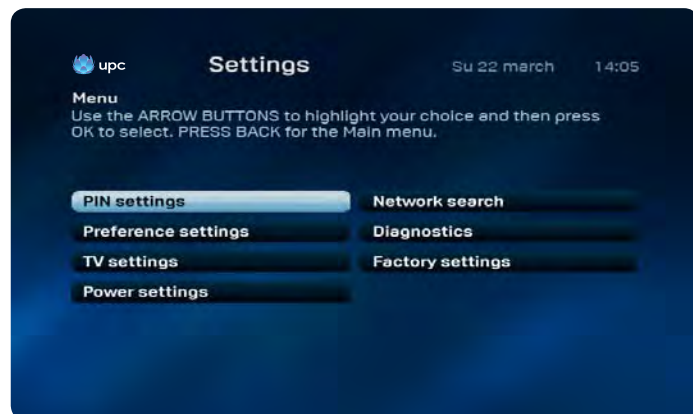 upc Settings Su 22 march 14:05
Menu
Use the ARROW BUTTONS to highlight your choice and then press
OK to select. PRESS BACK for the Main menu.
PIN settings Network search
Preference settings Diagnostics
TV settings Factory settings
Power settings